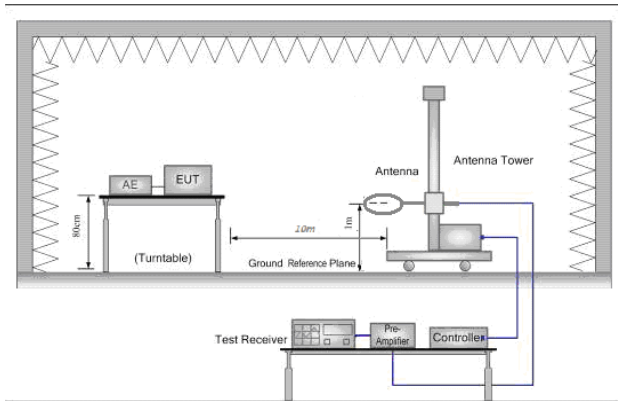 Antenna
Antenna Tower
AE
EUT
80cm
10m
1m
(Turntable)
Ground Reference Plane
Test Receiver
Pre-
Amplifier
Controller